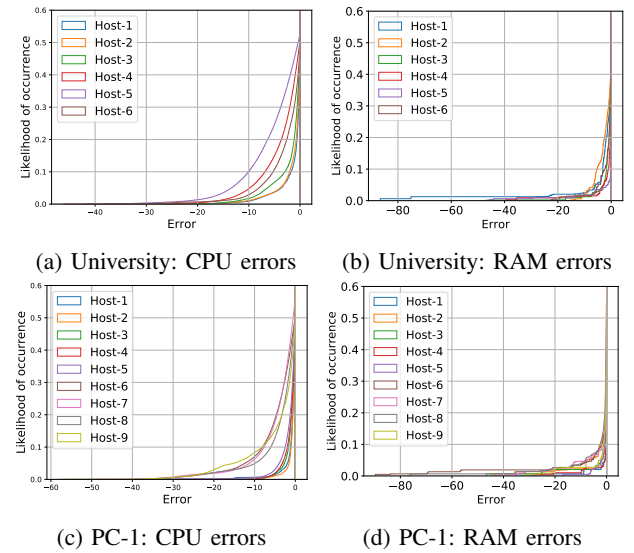 0.6
0.5
0.4
0.3
0.2
0.1
0.0
Likelihood of occurrence
Host-1
Host-2
Host-3
Host-4
Host-5
Host-6
−40 −30 −20 −10 0
Error
(a) University: CPU errors
0.6
0.5
0.4
0.3
0.2
0.1
0.0
Likelihood of occurrence
Host-1
Host-2
Host-3
Host-4
Host-5
Host-6
−80 −60 −40 −20 0
Error
(b) University: RAM errors
0.6
0.5
0.4
0.3
0.2
0.1
0.0
Likelihood of occurrence
Host-1
Host-2
Host-3
Host-4
Host-5
Host-6
Host-7
Host-8
Host-9
−60 −50 −40 −30 −20 −10 0
Error
(c) PC-1: CPU errors
0.6
0.5
0.4
0.3
0.2
0.1
0.0
Likelihood of occurrence
Host-1
Host-2
Host-3
Host-4
Host-5
Host-6
Host-7
Host-8
Host-9
−80 −60 −40 −20 0
Error
(d) PC-1: RAM errors